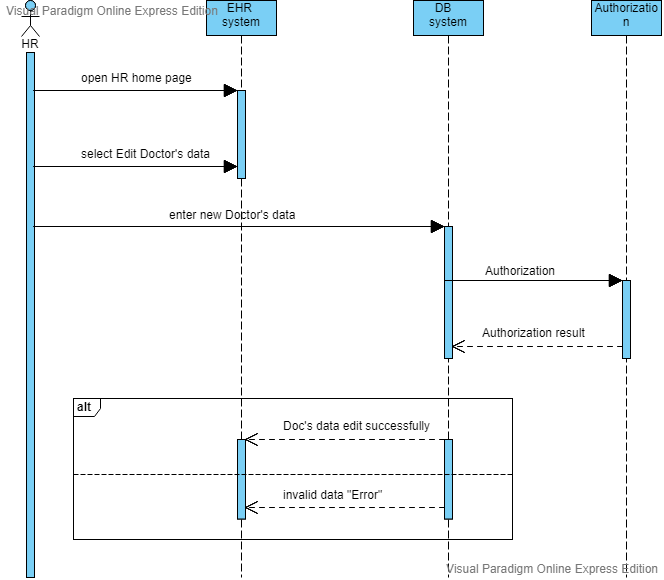 Visual Paradigm Online Express Edition
HR
EHR
system
DB
system
Authorizatio
n
open HR home page
select Edit Doctor's data
enter new Doctor's data
Authorization
Authorization result
alt
Doc's data edit successfully
invalid data "Error"
Visual Paradigm Online Express Edition